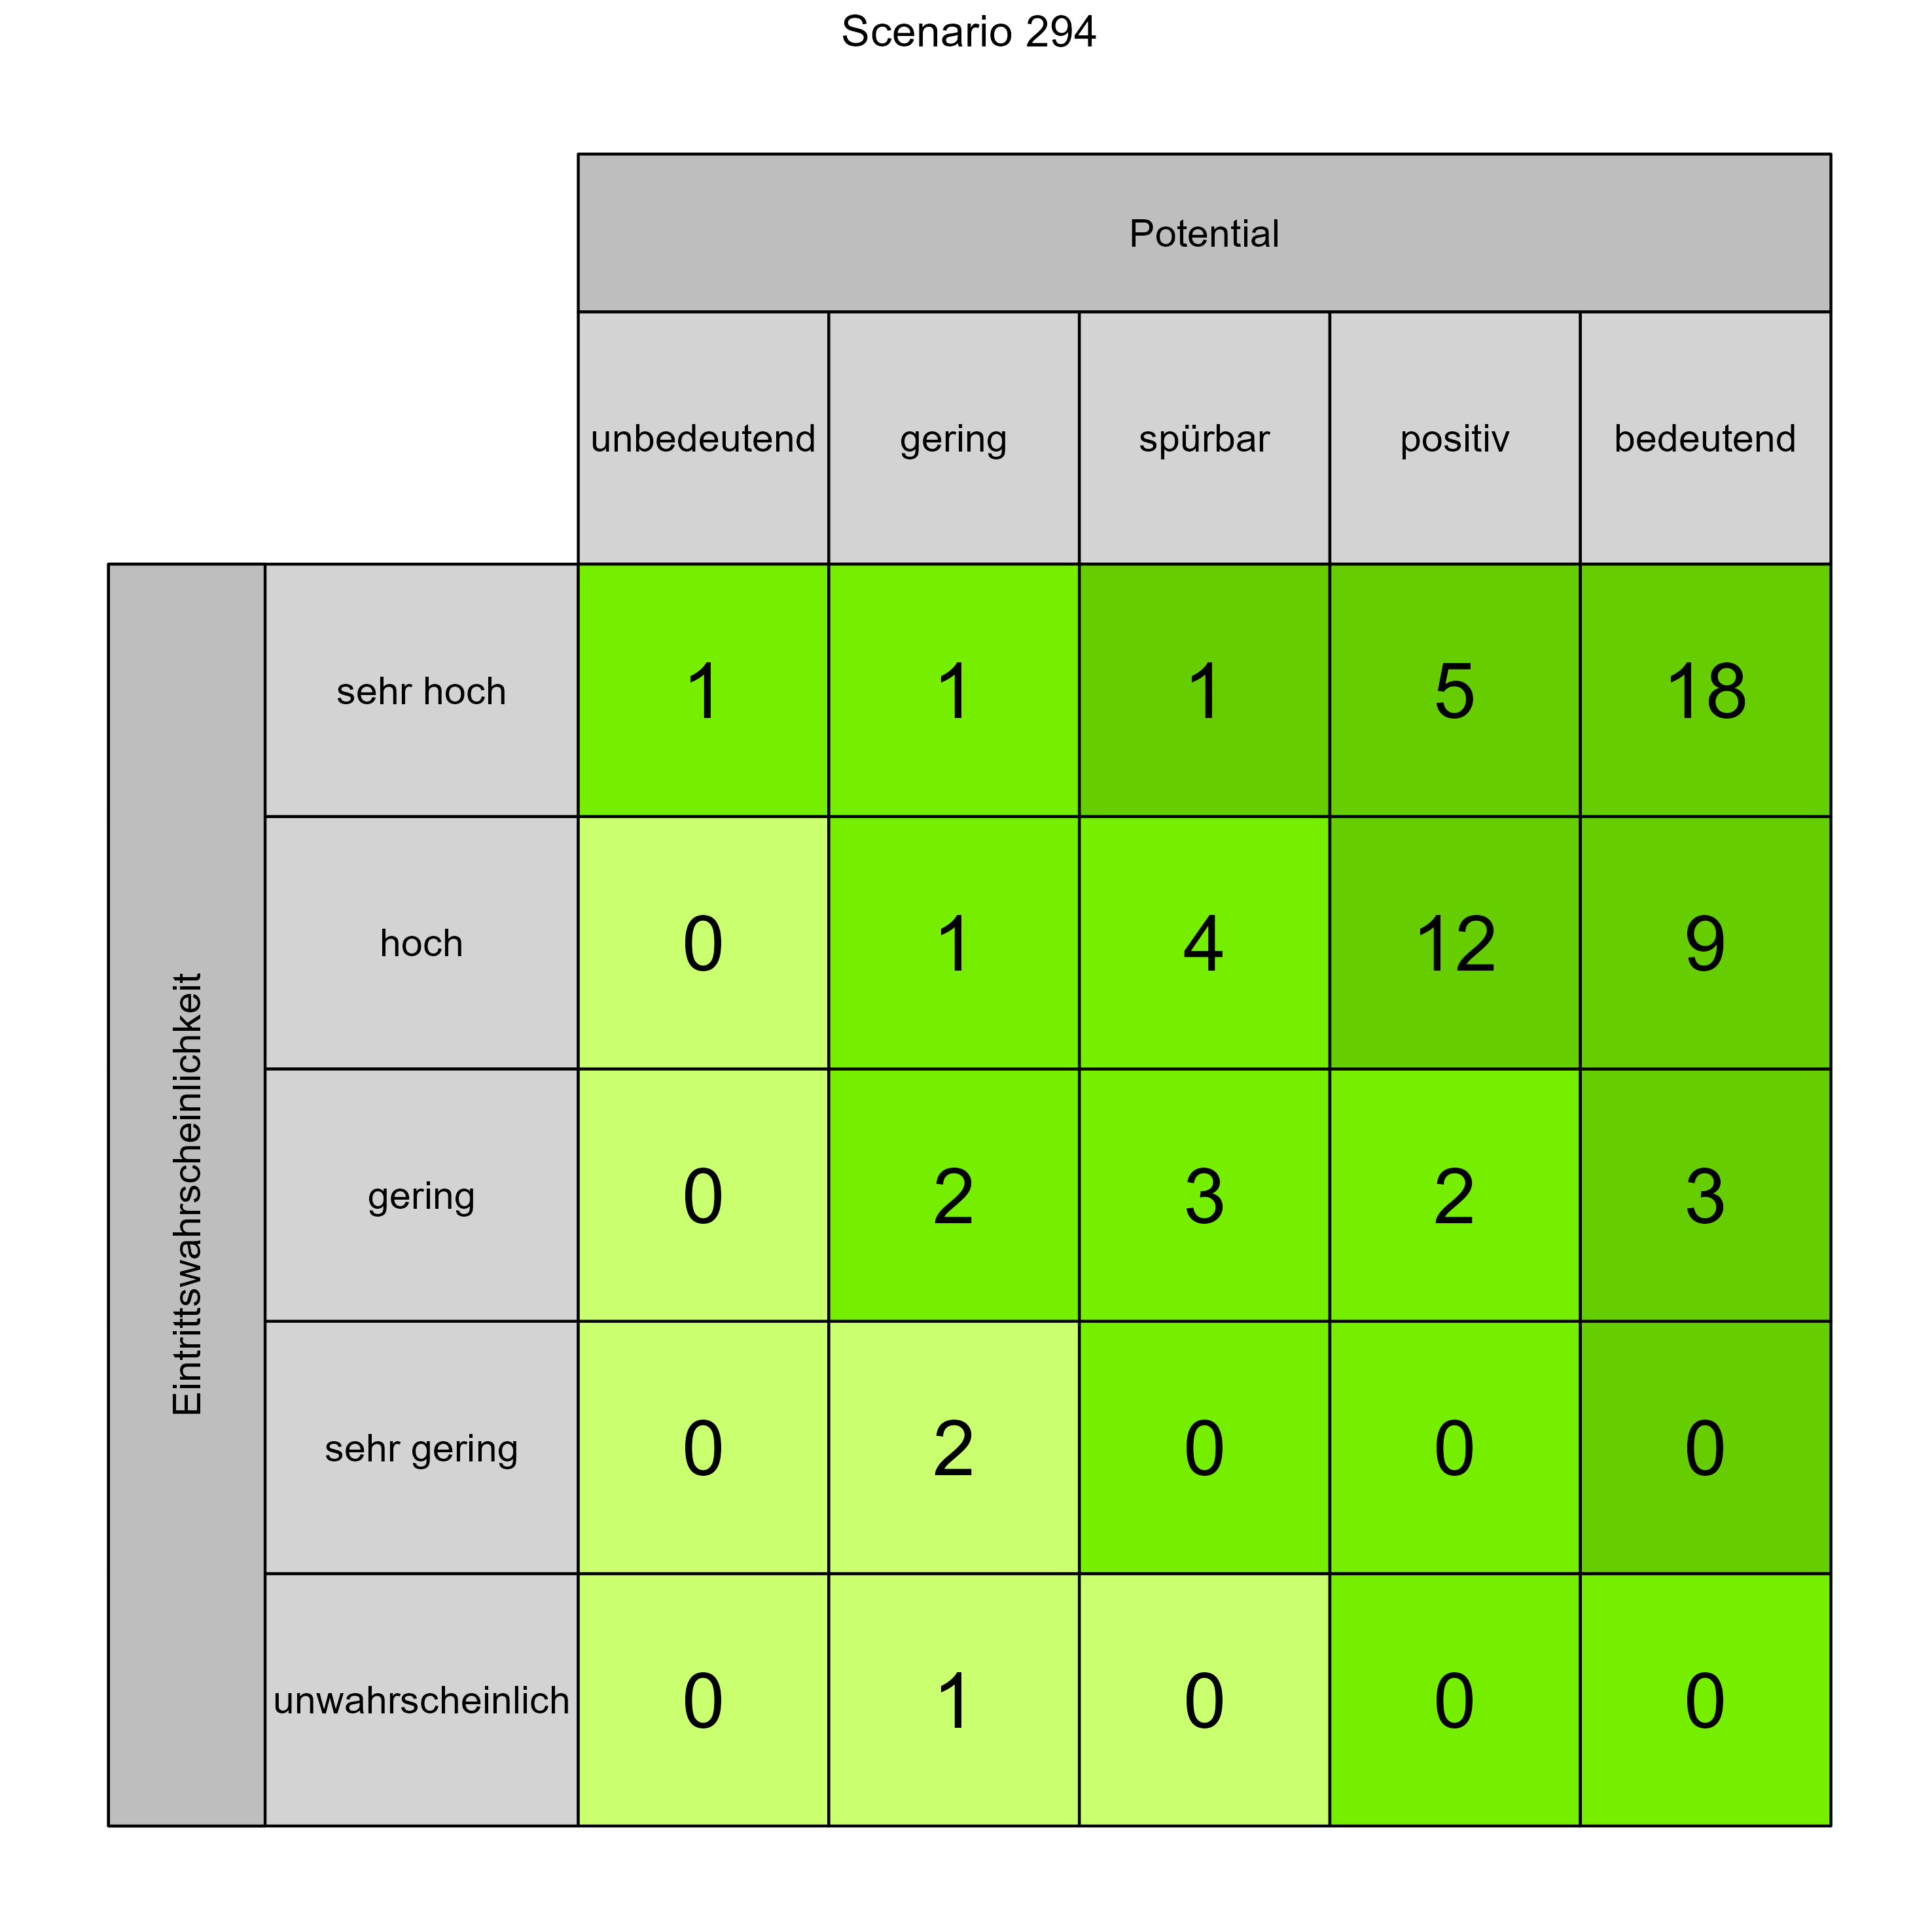 Scenario 294
Potential
unbedeutend gering spürbar positiv bedeutend
Eintrittswahrscheinlichkeit
sehr hoch 1 1 1 5 18
hoch 0 1 4 12 9
gering 0 2 3 2 3
sehr gering 0 2 0 0 0
unwahrscheinlich 0 1 0 0 0